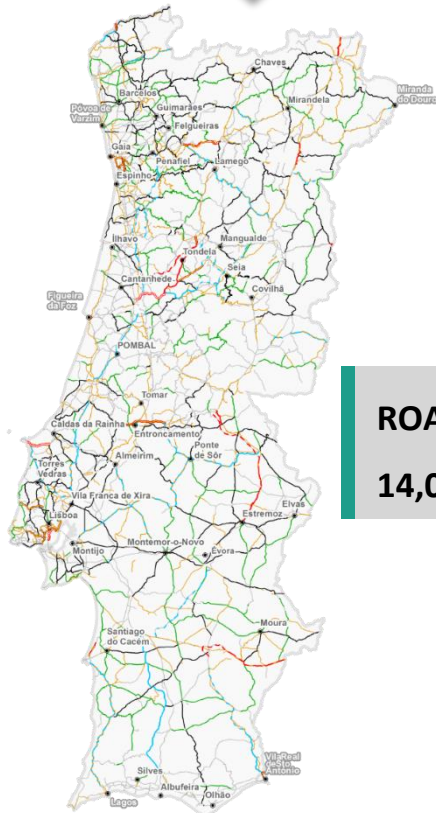 Chaves
Miranda
do Douro
Barcelos
Mirandela
Póvoa de
Varzim
Guimarães
Felgueiras
Gaia
Penafiel
Lamego
Espinho
Ílhavo
Mangualde
Tondela
Seia
Cantanhede
Covilhã
Figueira
da Foz
POMBAL
Tomar
Caldas da Rainha
Entroncamento
Ponte
de Sôr
Almeirim
Torres
Vedras
Vila Franca de Xira
Elvas
Lisboa
Estremoz
Montijo
Montemor-o-Novo
Évora
Moura
Santiago
do Cacém
Vila Real
de Sto
António
Silves
Albufeira
Lagos
Olhão
ROA
14,0